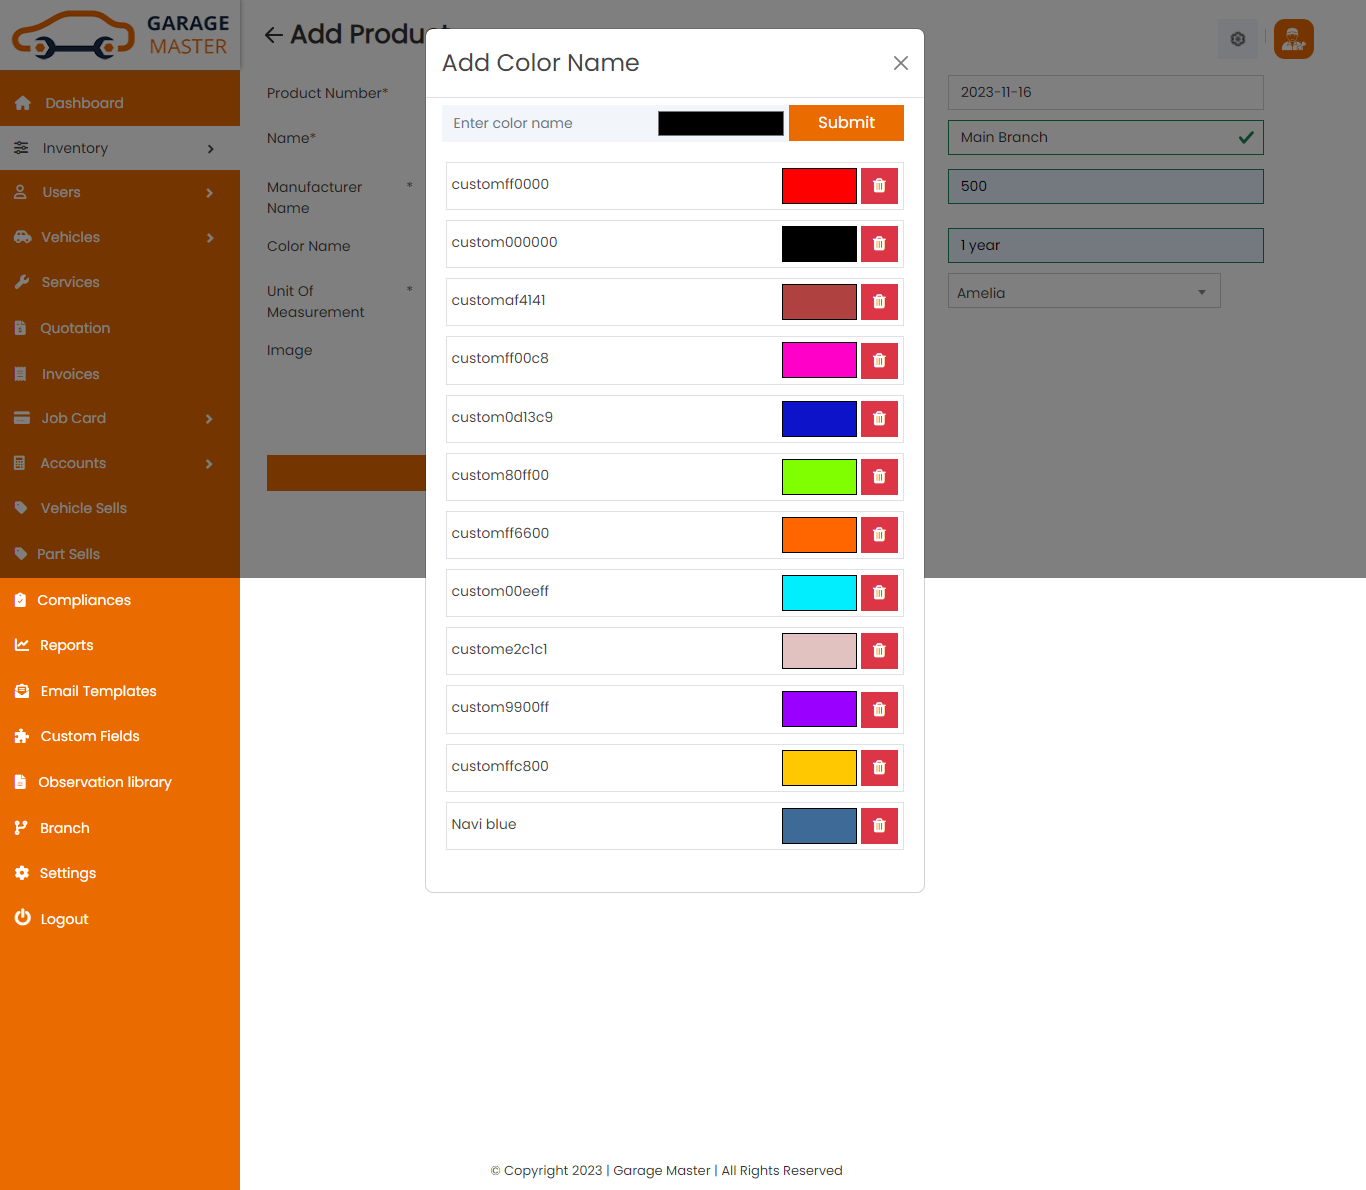 GARAGE
MASTER
Dashboard
Inventory
Users
Vehicles
Services
Quotation
Invoices
Job Card
Accounts
Vehicle Sells
Part Sells
Compliances
Reports
Email Templates
Custom Fields
Observation library
Branch
Settings
Logout
Add Product
Product Number*
Name*
Manufacturer *
Name
Color Name
Unit Of *
Measurement
Image
2023-11-16
Main Branch
500
1 year
Amelia
Add Color Name
Enter color name
Submit
customff0000
custom000000
customaf4141
customff00c8
custom0d13c9
custom80ff00
customff6600
custom00eeff
custome2c1c1
custom9900ff
customffc800
Navi blue
© Copyright 2023 | Garage Master | All Rights Reserved